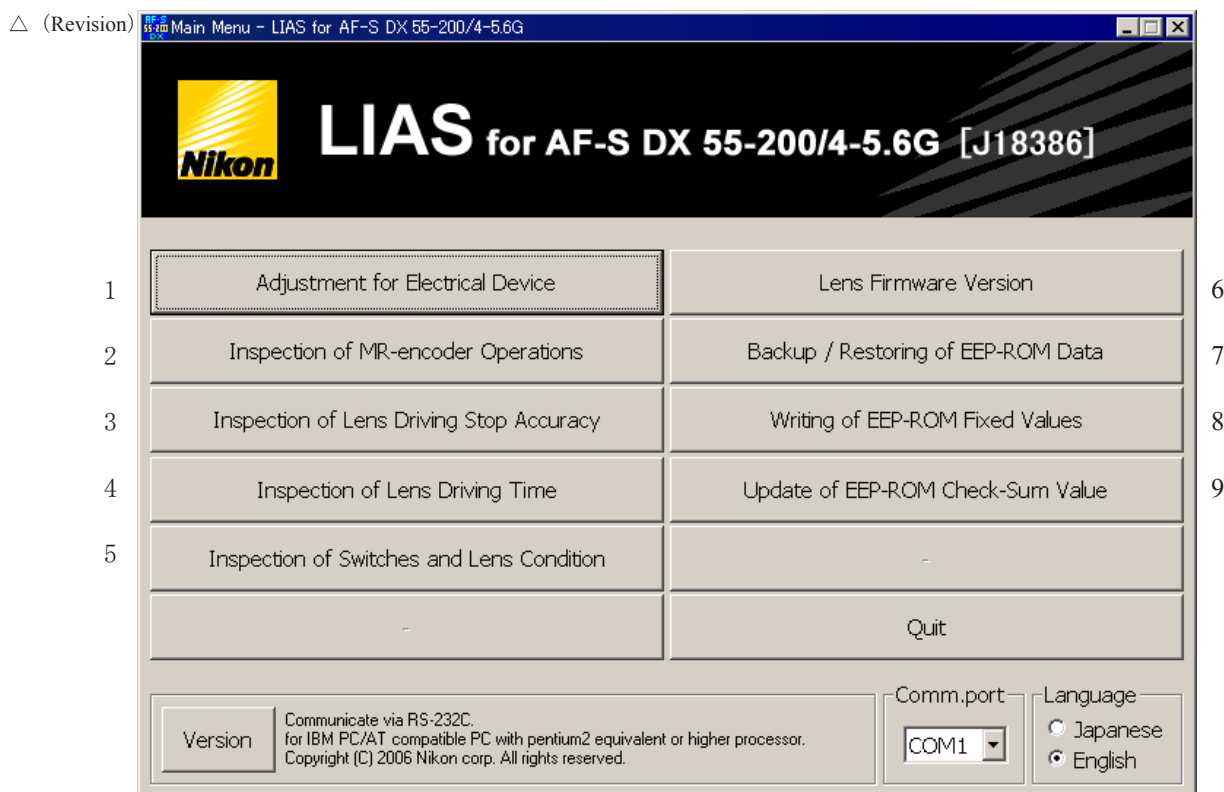 △ (Revision)
AF-S
55-200
DX
Main Menu - LIAS for AF-S DX 55-200/4-5.6G
Nikon
LIAS for AF-S DX 55-200/4-5.6G [J18386]
1 Adjustment for Electrical Device Lens Firmware Version 6
2 Inspection of MR-encoder Operations Backup / Restoring of EEP-ROM Data 7
3 Inspection of Lens Driving Stop Accuracy Writing of EEP-ROM Fixed Values 8
4 Inspection of Lens Driving Time Update of EEP-ROM Check-Sum Value 9
5 Inspection of Switches and Lens Condition -
- Quit
Version
Communicate via RS-232C.
for IBM PC/AT compatible PC with pentium2 equivalent or higher processor.
Copyright (C) 2006 Nikon corp. All rights reserved.
Comm.port
COM1
Language
Japanese
English